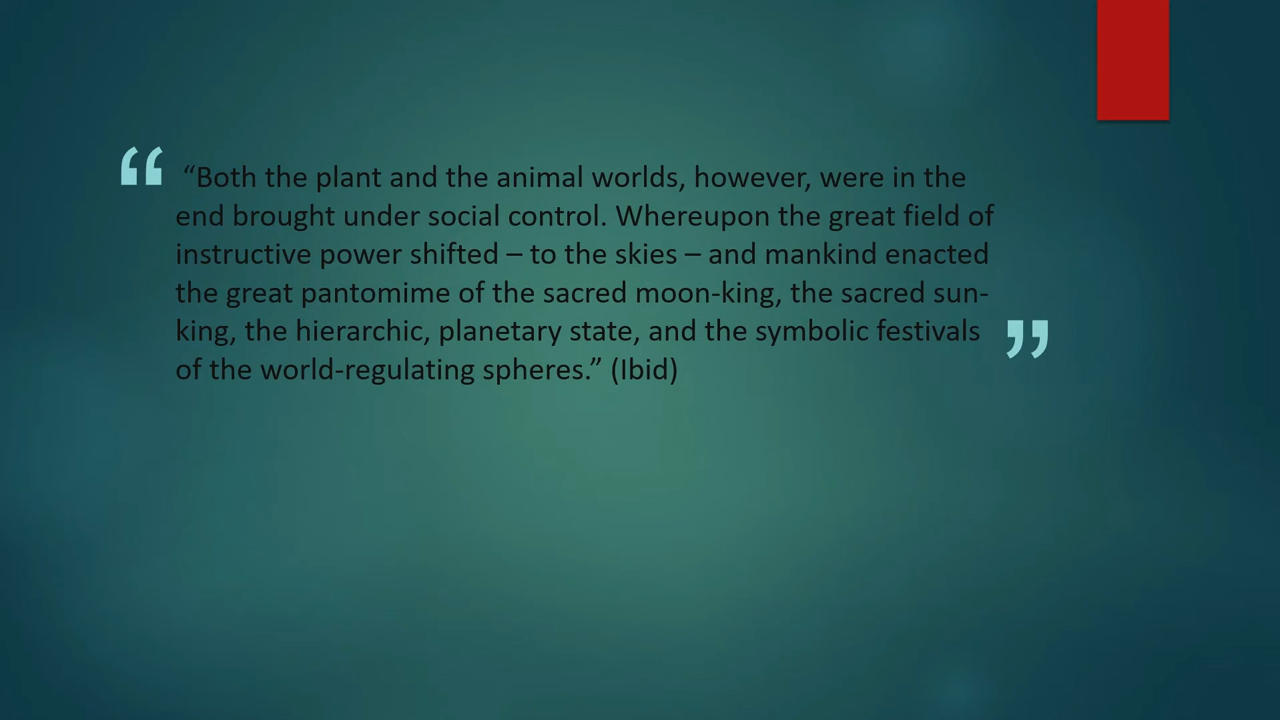 “Both the plant and the animal worlds, however, were in the
end brought under social control. Whereupon the great field of
instructive power shifted – to the skies – and mankind enacted
the great pantomime of the sacred moon-king, the sacred sun-
king, the hierarchic, planetary state, and the symbolic festivals
of the world-regulating spheres.” (Ibid)